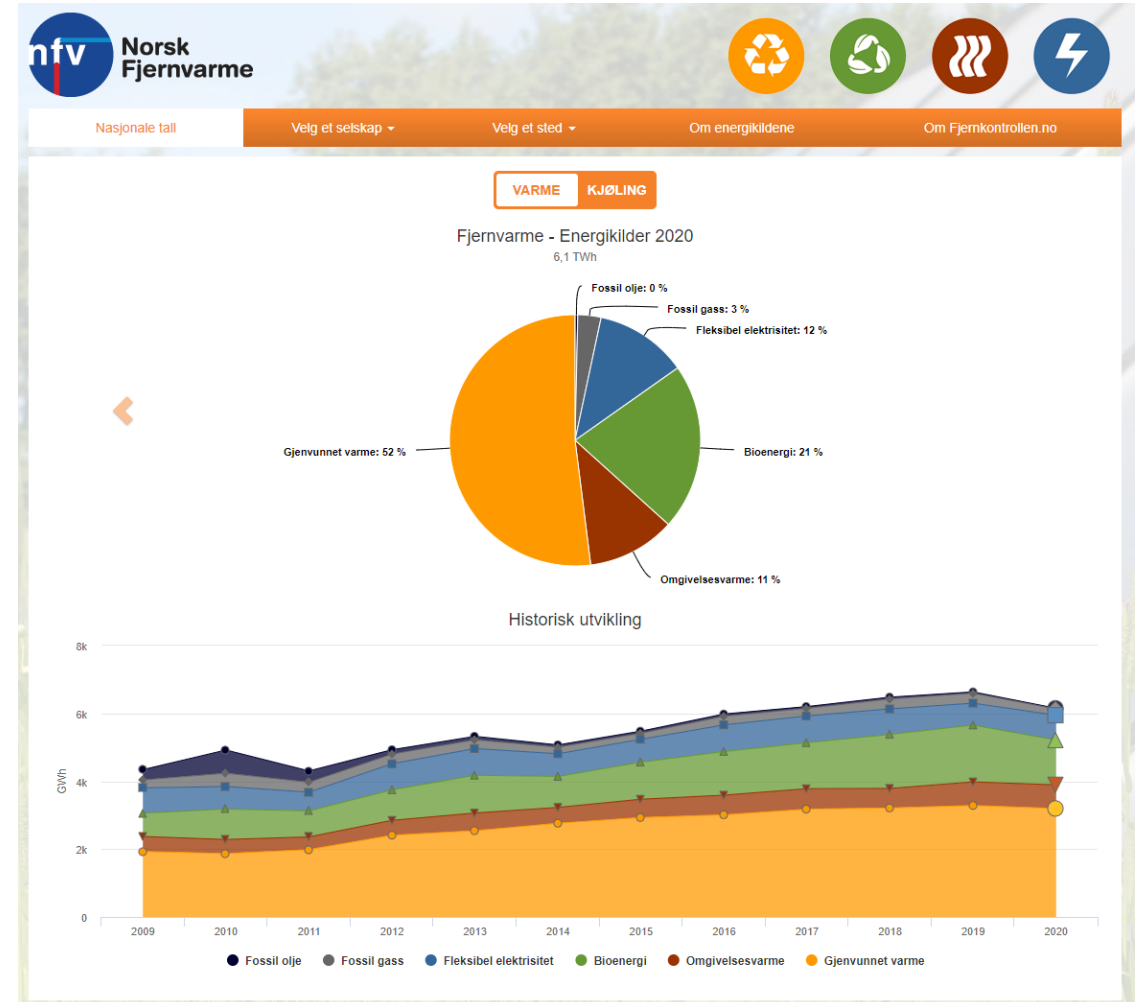 nfv
Norsk
Fjernvarme
Nasjonale tall
Velg et selskap
Velg et sted
Om energikildene
Om Fjernkontrollen.no
VARME
KJØLING
Fjernvarme - Energikilder 2020
6,1 TWh
Fossil olje: 0 %
Fossil gass: 3 %
Fleksibel elektrisitet: 12 %
Gjenvunnet varme: 52 %
Bioenergi: 21 %
Omgivelsesvarme: 11 %
Historisk utvikling
8k
6k
4k
2k
0
GWh
2009 2010 2011 2012 2013 2014 2015 2016 2017 2018 2019 2020
Fossil olje Fossil gass Fleksibel elektrisitet Bioenergi Omgivelsesvarme Gjenvunnet varme